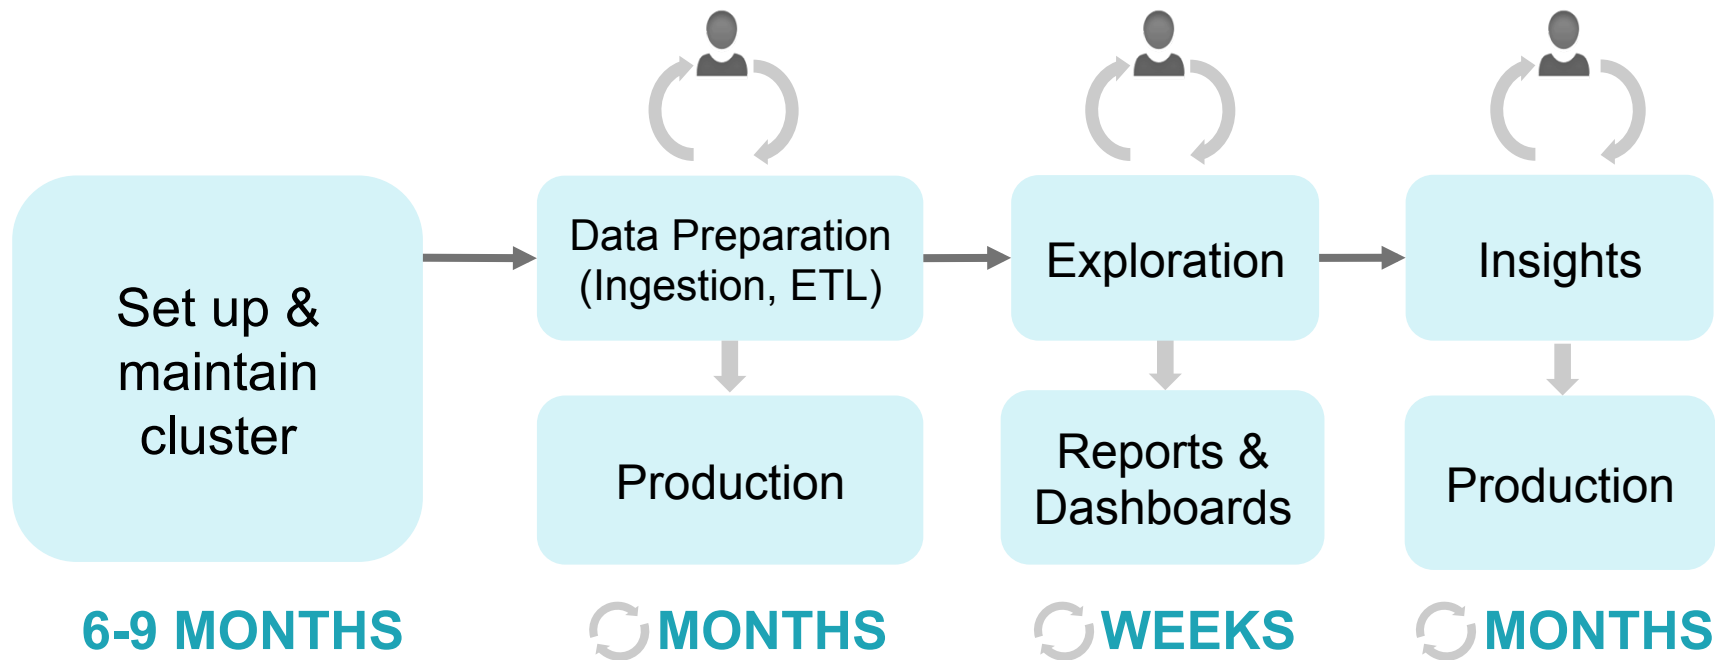 Set up &
maintain
cluster
Data Preparation
(Ingestion, ETL)
Exploration
Insights
Production
Reports &
Dashboards
Production
6-9 MONTHS
MONTHS
WEEKS
MONTHS